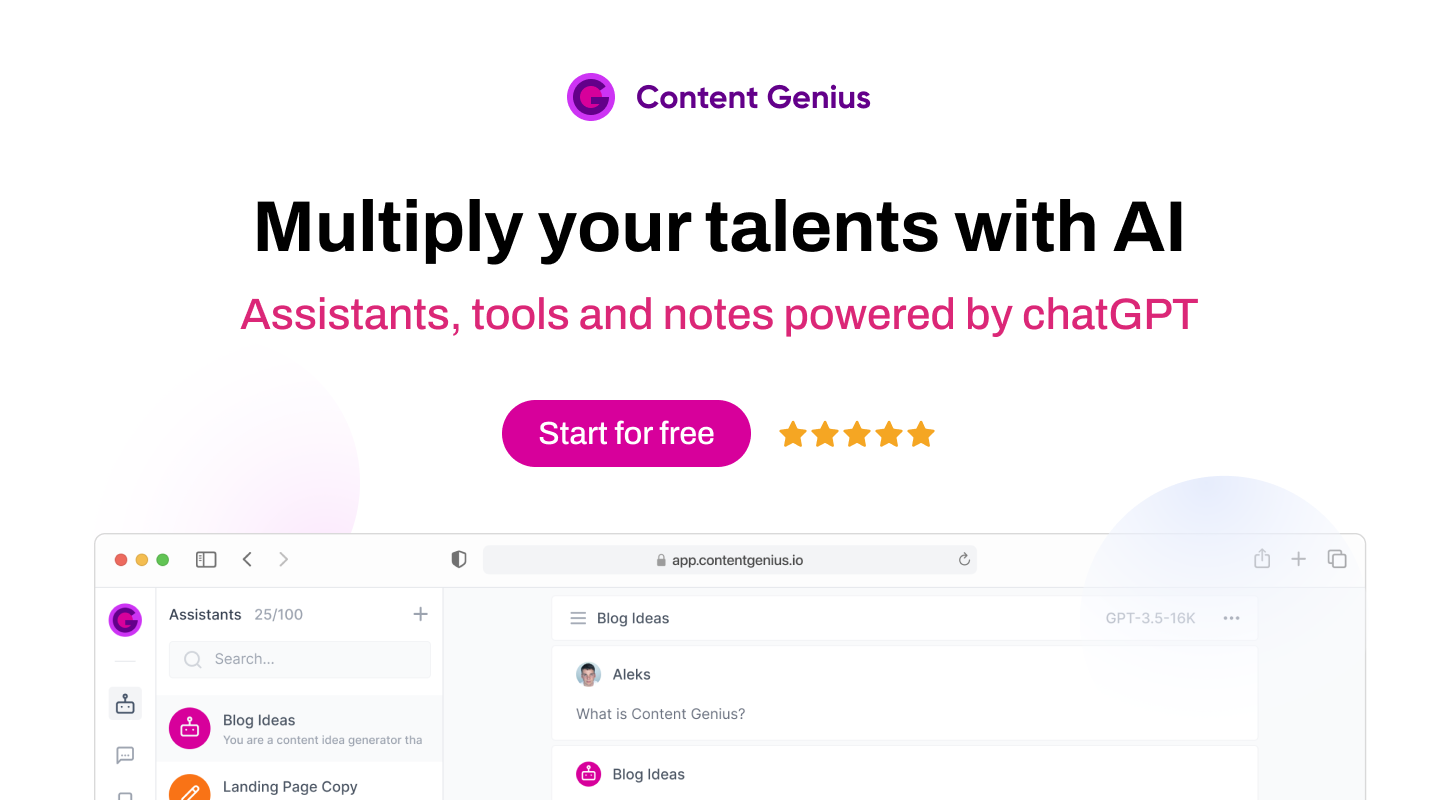 Content Genius
Multiply your talents with AI
Assistants, tools and notes powered by chatGPT
Start for free
app.contentgenius.io
Assistants 25/100
Search...
Blog Ideas
You are a content idea generator tha
Landing Page Copy
Blog Ideas GPT-3.5-16K
Aleks
What is Content Genius?
Blog Ideas